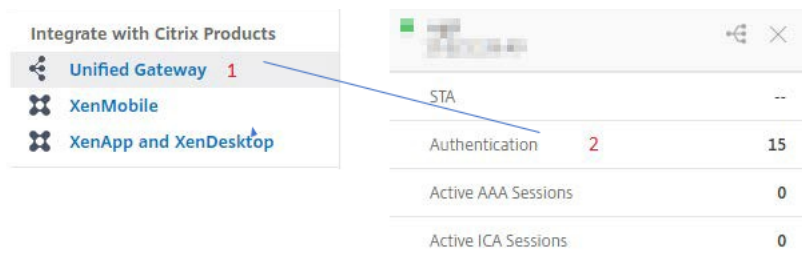 Integrate with Citrix Products
Unified Gateway 1
XenMobile
XenApp and XenDesktop
STA --
Authentication 2 15
Active AAA Sessions 0
Active ICA Sessions 0